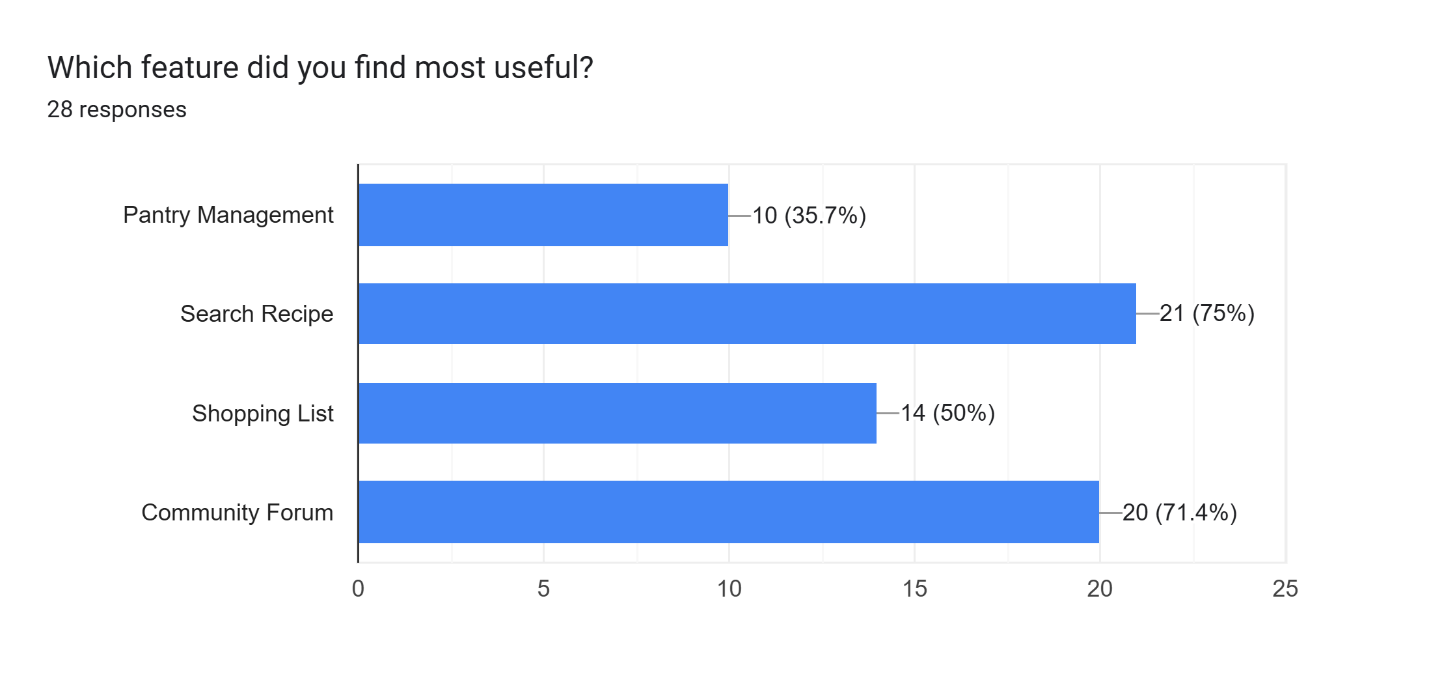 Which feature did you find most useful?
28 responses
Pantry Management
10 (35.7%)
Search Recipe
21 (75%)
Shopping List
14 (50%)
Community Forum
20 (71.4%)
0 5 10 15 20 25